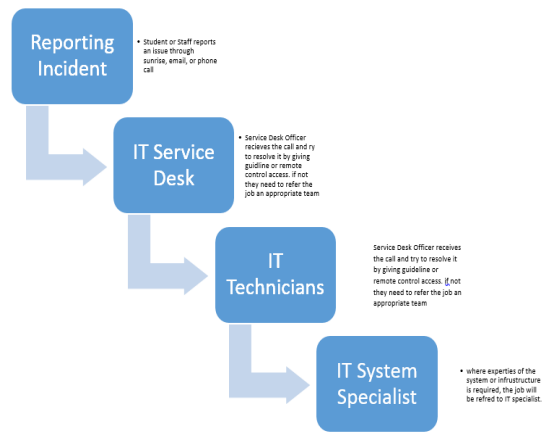 Reporting
Incident
• Student or Staff reports
an issue through
sunrise, email, or phone
call
IT Service
Desk
• Service Desk Officer
recieves the call and ry
to resolve it by giving
guidline or remote
control access. if not
they need to refer the
job an appropriate team
IT
Technicians
Service Desk Officer receives
the call and try to resolve it
by giving guideline or
remote control access. if not
they need to refer the job an
appropriate team
IT System
Specialist
• where experties of the
system or infrustructure
is required, the job will
be refred to IT specialist.